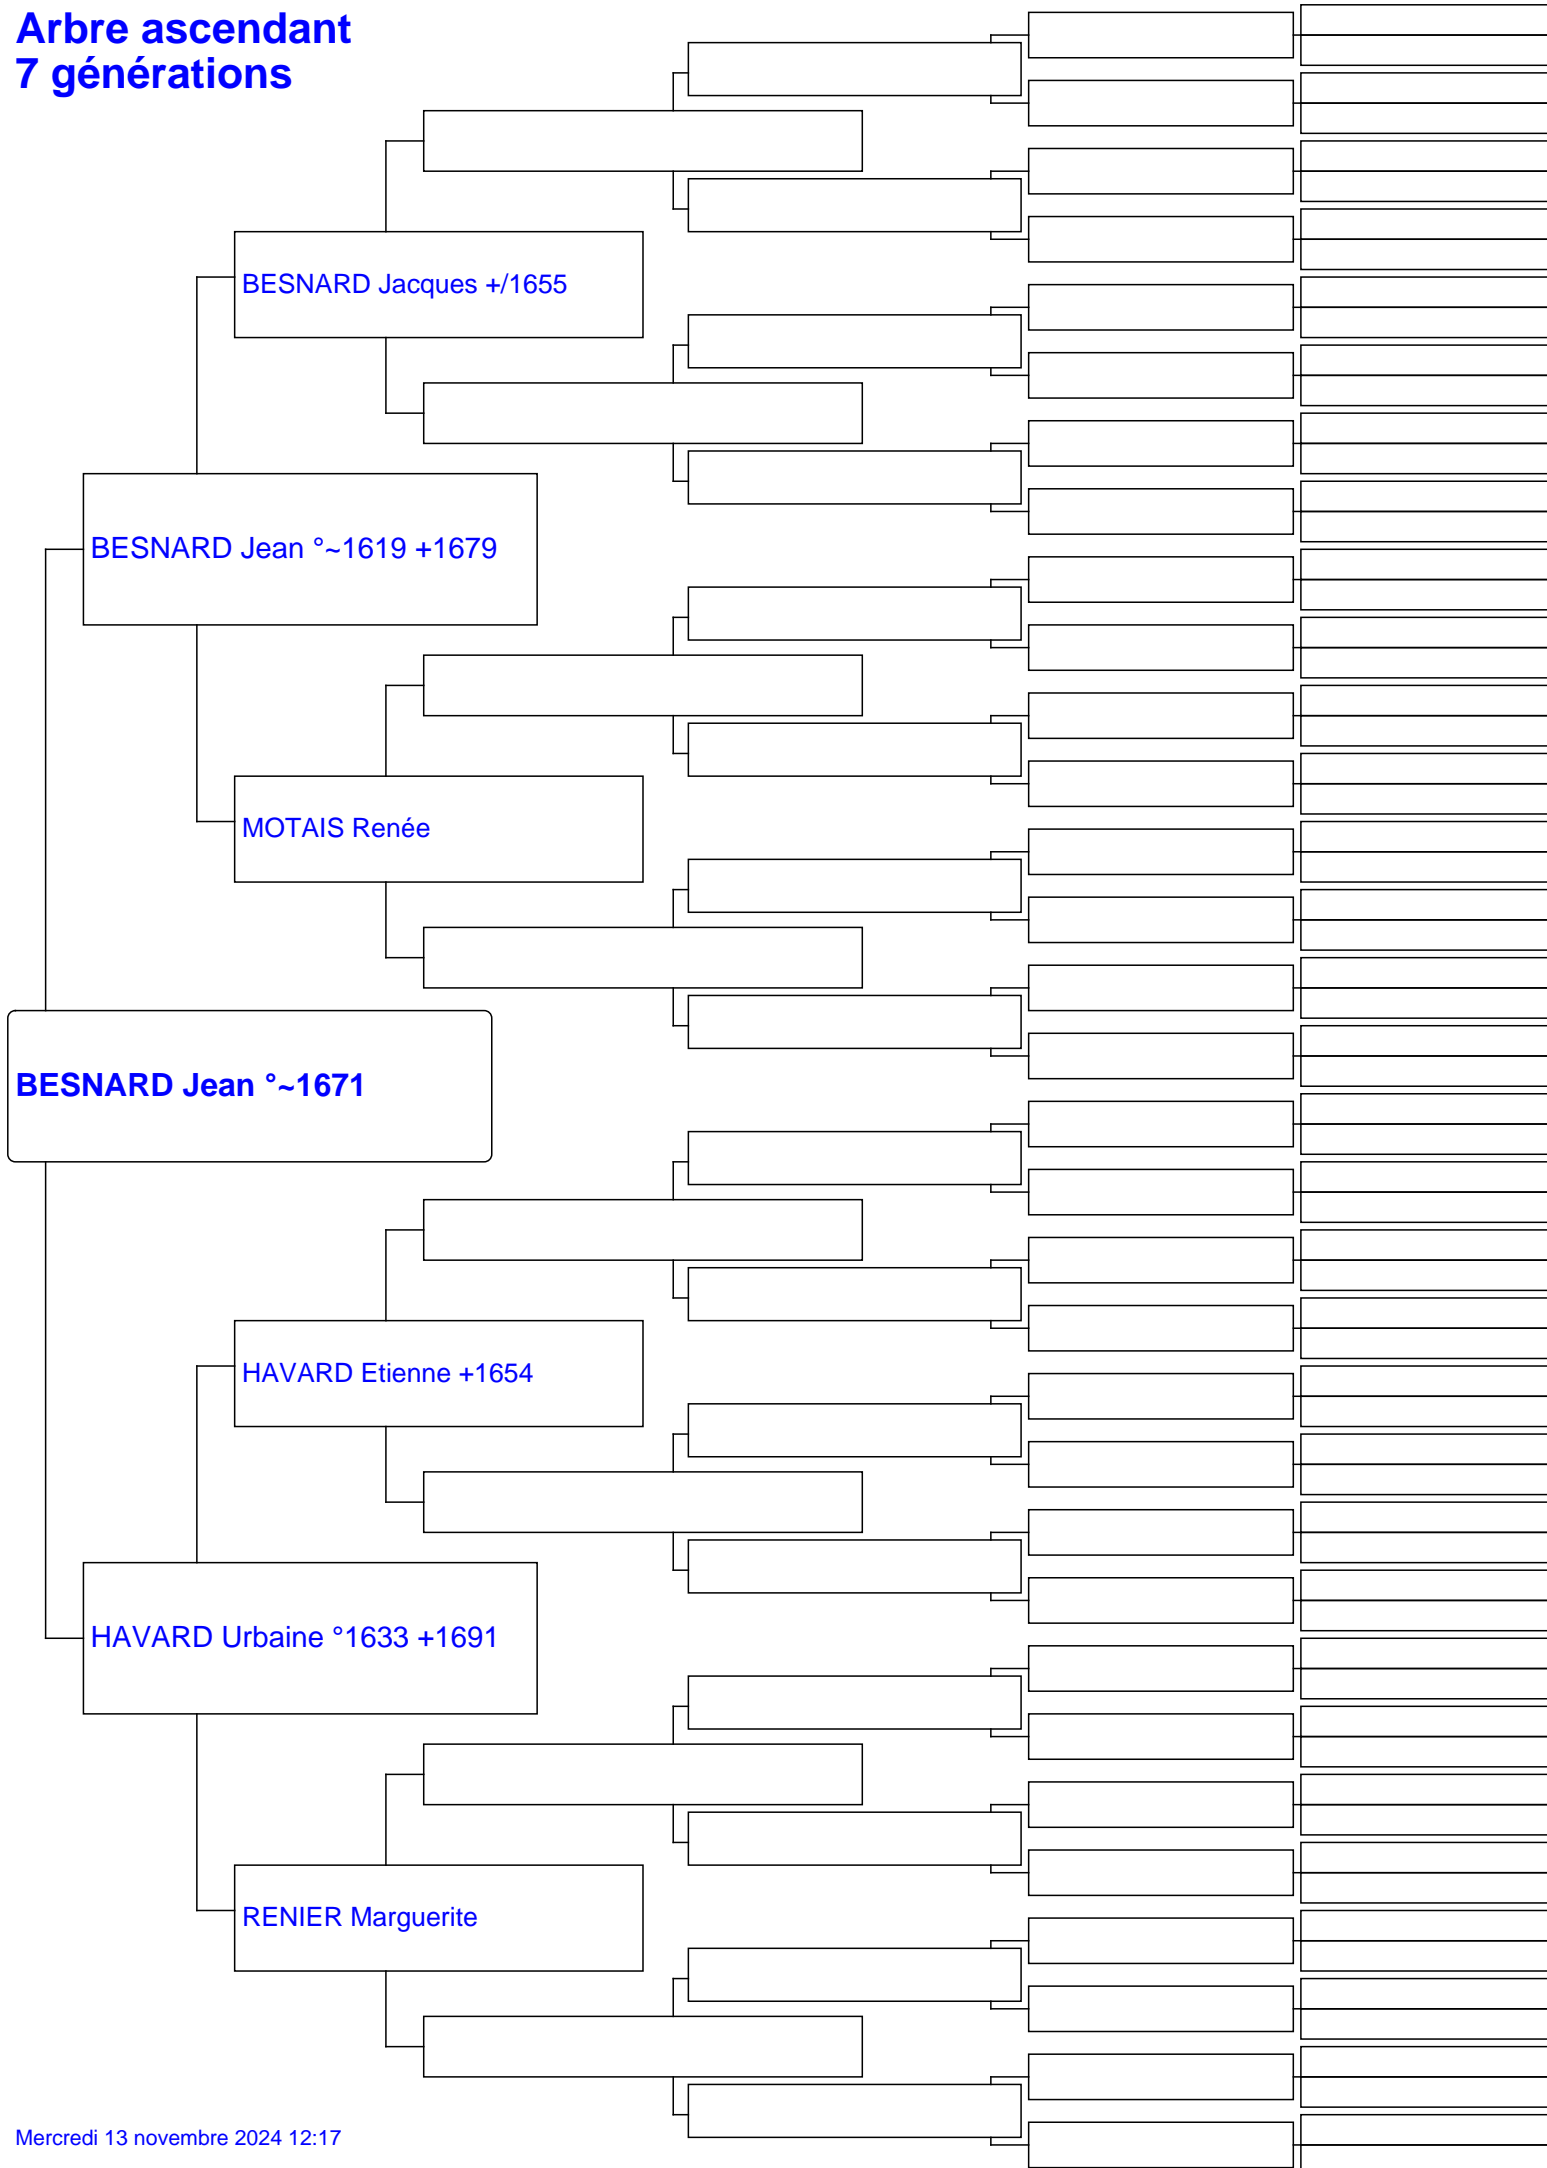 Arbre ascendant
7 générations
BESNARD Jacques +/1655
BESNARD Jean °~1619 +1679
MOTAIS Renée
BESNARD Jean °~1671
HAVARD Etienne +1654
HAVARD Urbaine °1633 +1691
RENIER Marguerite
Mercredi 13 novembre 2024 12:17